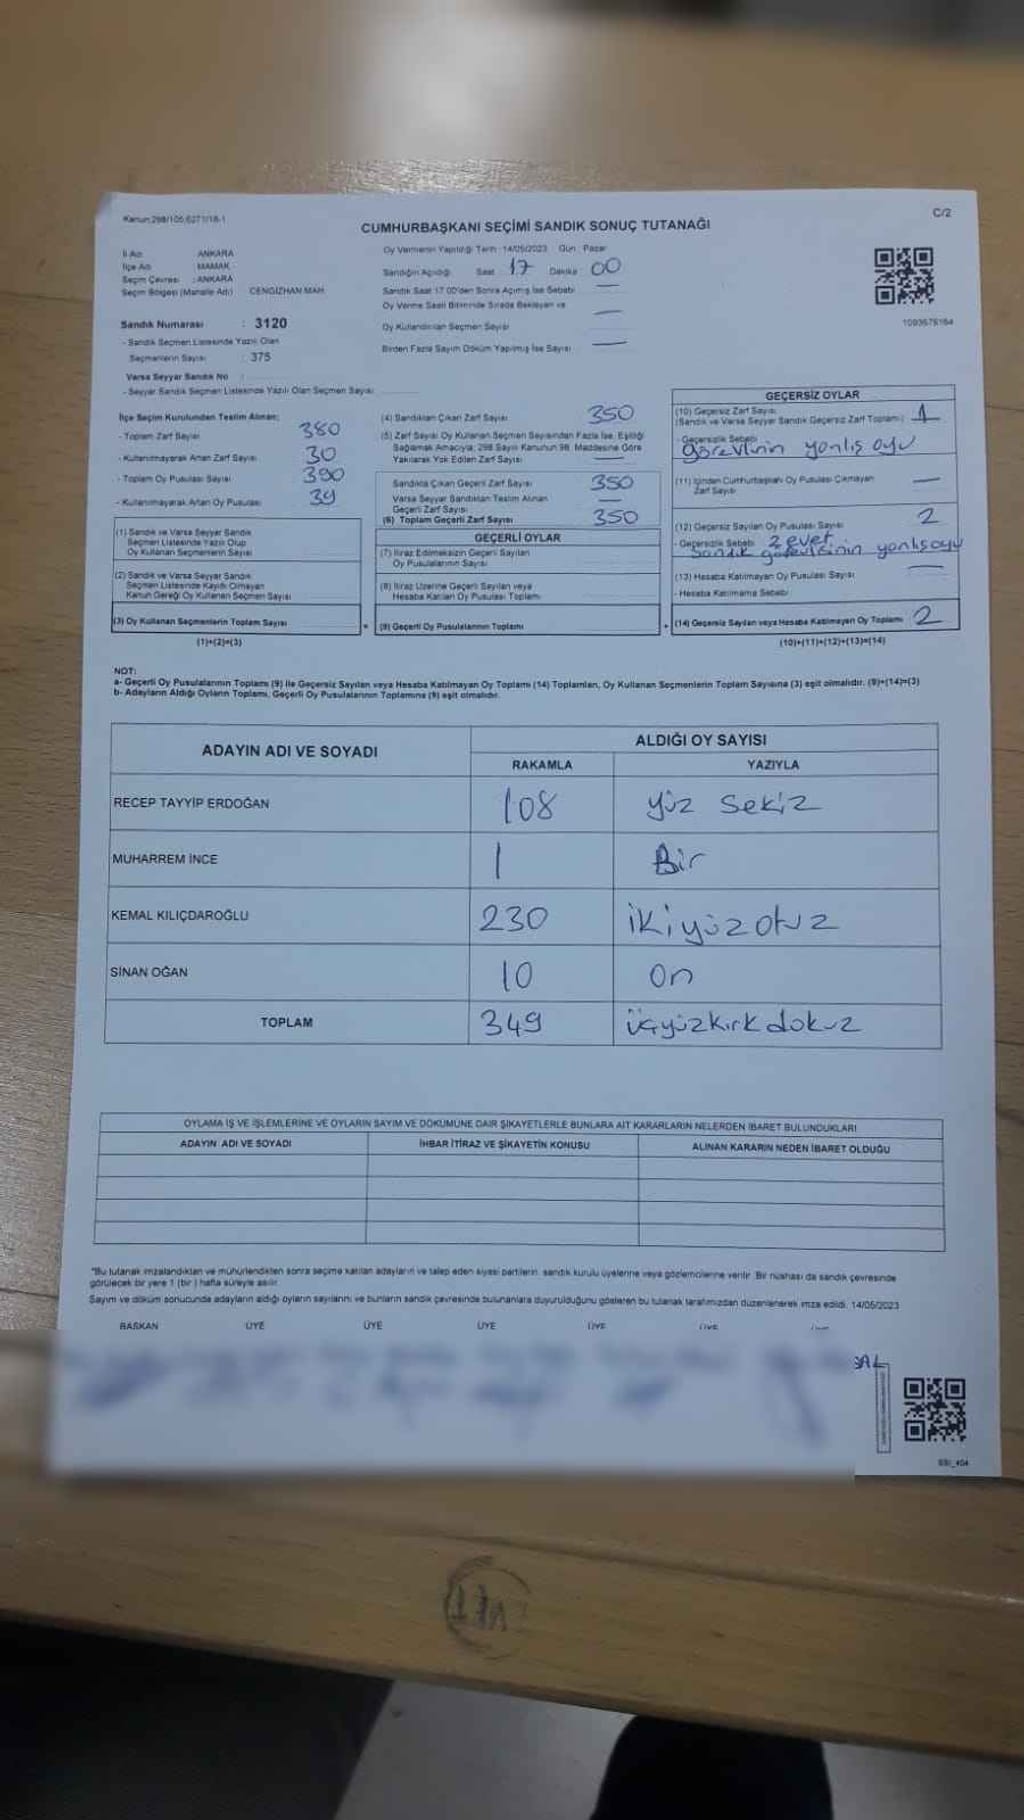 Kanun:298/105,6271/18-1
C/2
CUMHURBAŞKANI SEÇİMİ SANDIK SONUÇ TUTANAĞI
İl Adı ANKARA
İlçe Adı MAMAK
Seçim Çevresi : ANKARA
Seçim Bölgesi (Mahalle Adı) CENGİZHAN MAH.
Sandık Numarası : 3120
- Sandık Seçmen Listesinde Yazılı Olan
Seçmenlerin Sayısı : 375
Varsa Seyyar Sandık No
- Seyyar Sandık Seçmen Listesinde Yazılı Olan Seçmen Sayısı
Oy Vermenin Yapıldığı Tarih : 14/05/2023 Gün : Pazar
Sandığın Açıldığı Saat 17 Dakika 00
Sandık Saat 17.00'den Sonra Açılmış İse Sebebi —
Oy Verme Saati Bitiminde Sırada Bekleyen ve
Oy Kullandırılan Seçmen Sayısı —
Birden Fazla Sayım Döküm Yapılmış İse Sayısı —
1093676164
İlçe Seçim Kurulundan Teslim Alınan;
- Toplam Zarf Sayısı 380
- Kullanılmayarak Artan Zarf Sayısı 30
- Toplam Oy Pusulası Sayısı 390
- Kullanılmayarak Artan Oy Pusulası 39
(1) Sandık ve Varsa Seyyar Sandık
Seçmen Listesinde Yazılı Olup
Oy Kullanan Seçmenlerin Sayısı
(2) Sandık ve Varsa Seyyar Sandık
Seçmen Listesinde Kayıtlı Olmayan
Kanun Gereği Oy Kullanan Seçmen Sayısı
(3) Oy Kullanan Seçmenlerin Toplam Sayısı
(1)+(2)=(3)
(4) Sandıktan Çıkan Zarf Sayısı 350
(5) Zarf Sayısı Oy Kullanan Seçmen Sayısından Fazla İse, Eşitliği
Sağlamak Amacıyla; 298 Sayılı Kanunun 98. Maddesine Göre
Yakılarak Yok Edilen Zarf Sayısı —
Sandıkta Çıkan Geçerli Zarf Sayısı 350
Varsa Seyyar Sandıktan Teslim Alınan
Geçerli Zarf Sayısı —
(6) Toplam Geçerli Zarf Sayısı 350
GEÇERLİ OYLAR
(7) İtiraz Edilmeksizin Geçerli Sayılan
Oy Pusulalarının Sayısı
(8) İtiraz Üzerine Geçerli Sayılan veya
Hesaba Katılan Oy Pusulası Toplamı
= (9) Geçerli Oy Pusulalarının Toplamı
GEÇERSİZ OYLAR
(10) Geçersiz Zarf Sayısı
(Sandık ve Varsa Seyyar Sandık Geçersiz Zarf Toplamı) 1
- Geçersizlik Sebebi
görevlinin yanlış oyu
(11) İçinden Cumhurbaşkanı Oy Pusulası Çıkmayan
Zarf Sayısı —
(12) Geçersiz Sayılan Oy Pusulası Sayısı 2
- Geçersizlik Sebebi 2 evet
sandık görevlisinin yanlış oyu
(13) Hesaba Katılmayan Oy Pusulası Sayısı —
- Hesaba Katılmama Sebebi
+ (14) Geçersiz Sayılan veya Hesaba Katılmayan Oy Toplamı 2
(10)+(11)+(12)+(13)=(14)
NOT:
a- Geçerli Oy Pusulalarının Toplamı (9) ile Geçersiz Sayılan veya Hesaba Katılmayan Oy Toplamı (14) Toplamları, Oy Kullanan Seçmenlerin Toplam Sayısına (3) eşit olmalıdır. (9)+(14)=(3)
b- Adayların Aldığı Oyların Toplamı, Geçerli Oy Pusulalarının Toplamına (9) eşit olmalıdır.
ADAYIN ADI VE SOYADI
ALDIĞI OY SAYISI
RAKAMLA YAZIYLA
RECEP TAYYİP ERDOĞAN 108 yüz sekiz
MUHARREM İNCE 1 Bir
KEMAL KILIÇDAROĞLU 230 ikiyüzotuz
SİNAN OĞAN 10 on
TOPLAM 349 üçyüzkırkdokuz
OYLAMA İŞ VE İŞLEMLERİNE VE OYLARIN SAYIM VE DÖKÜMÜNE DAİR ŞİKAYETLERLE BUNLARA AİT KARARLARIN NELERDEN İBARET BULUNDUKLARI
ADAYIN ADI VE SOYADI İHBAR İTİRAZ VE ŞİKAYETİN KONUSU ALINAN KARARIN NEDEN İBARET OLDUĞU
"Bu tutanak imzalandıktan ve mühürlendikten sonra seçime katılan adayların ve talep eden siyasi partilerin, sandık kurulu üyelerine veya gözlemcilerine verilir. Bir nüshası da sandık çevresinde
görülecek bir yere 1 (bir) hafta süreyle asılır.
Sayım ve döküm sonucunda adayların aldığı oyların sayılarını ve bunların sandık çevresinde bulunanlara duyurulduğunu gösteren bu tutanak tarafımızdan düzenlenerek imza edildi. 14/05/2023
BAŞKAN ÜYE ÜYE ÜYE ÜYE ÜYE
SSI_404